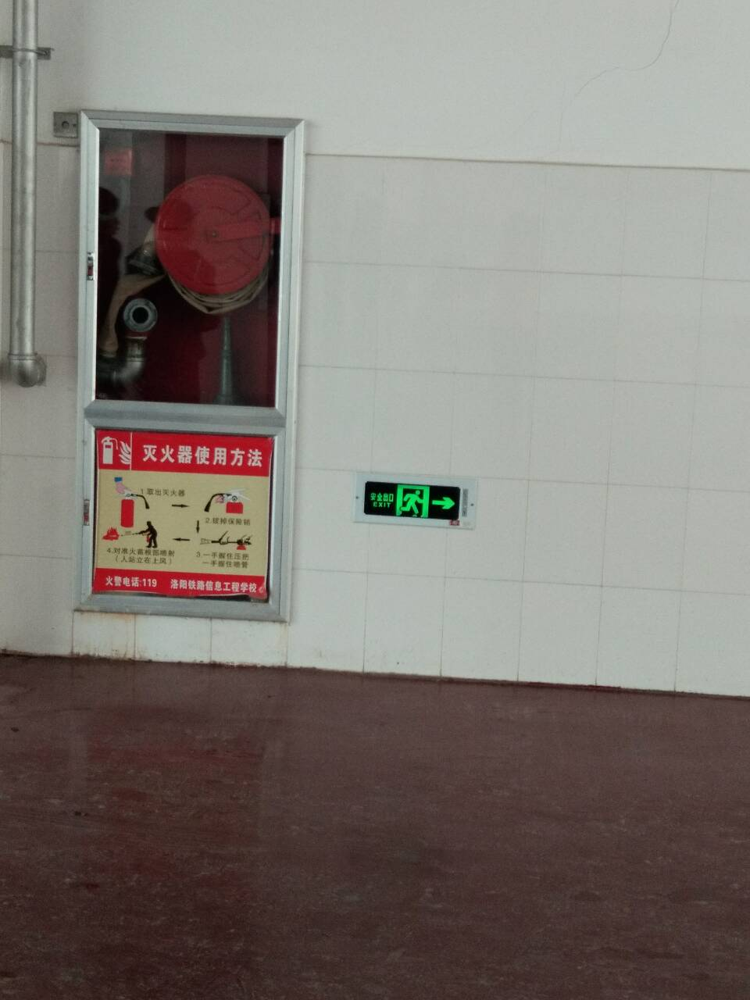 灭火器使用方法
1.取出灭火器
2.拔掉保险销
4.对准火苗根部喷射
（人站立在上风）
3.一手握住压把
一手握住喷管
火警电话:119 洛阳铁路信息工程学校
安全出口
EXIT